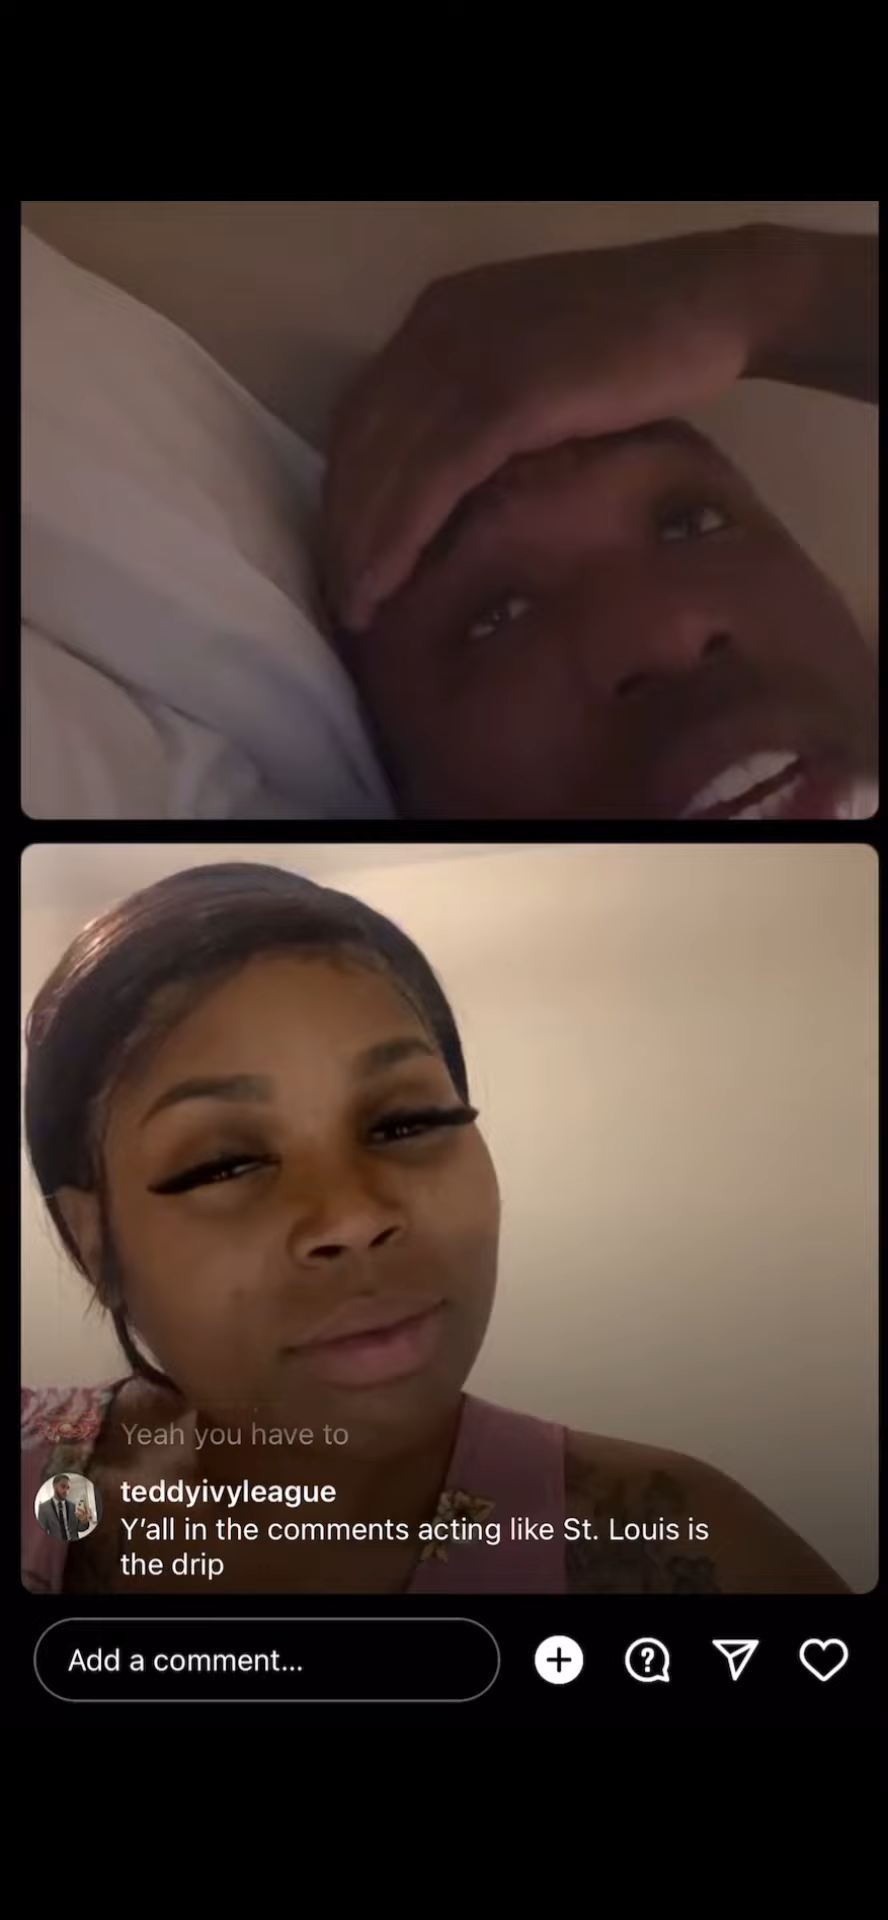 Yeah you have to
teddyivyleague
Y’all in the comments acting like St. Louis is
the drip
Add a comment...